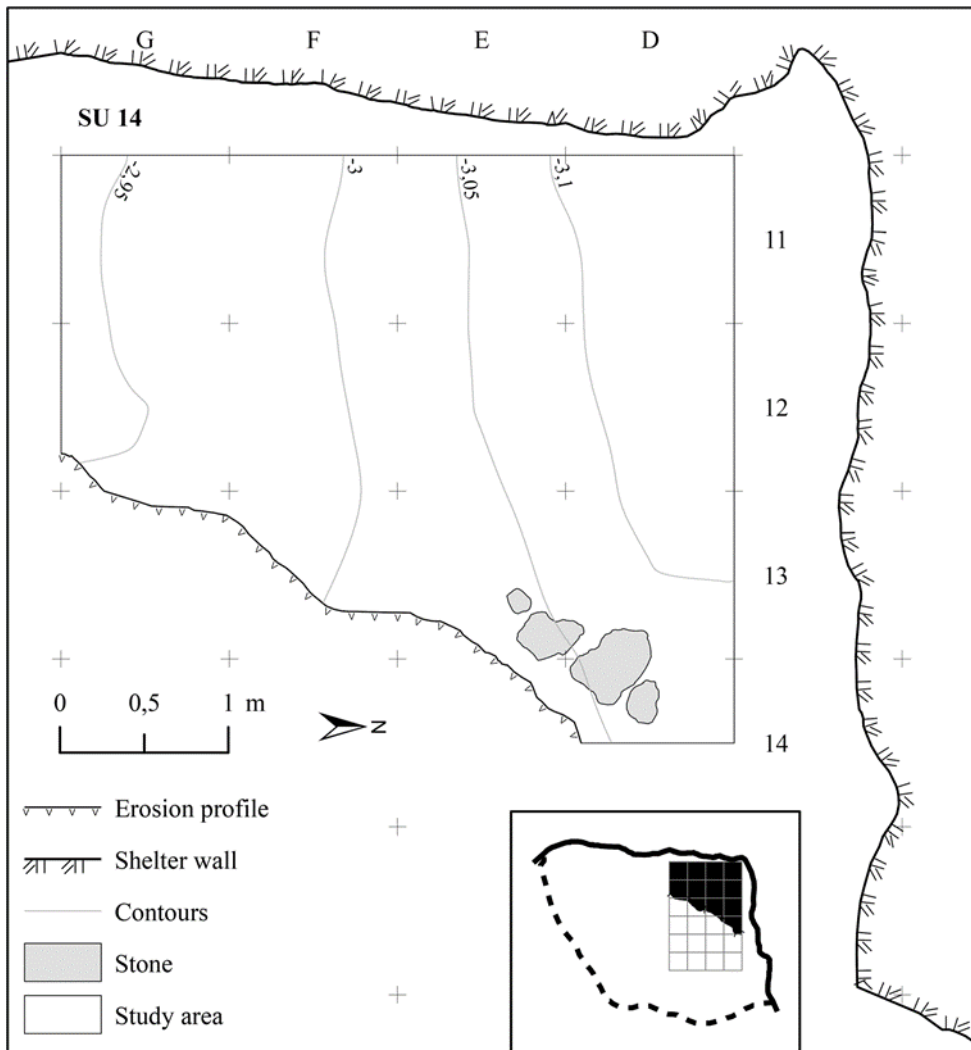 G F E D
SU 14
-2,95 -3 -3,05 -3,1
11
12
13
14
0 0,5 1 m
N
Erosion profile
Shelter wall
Contours
Stone
Study area